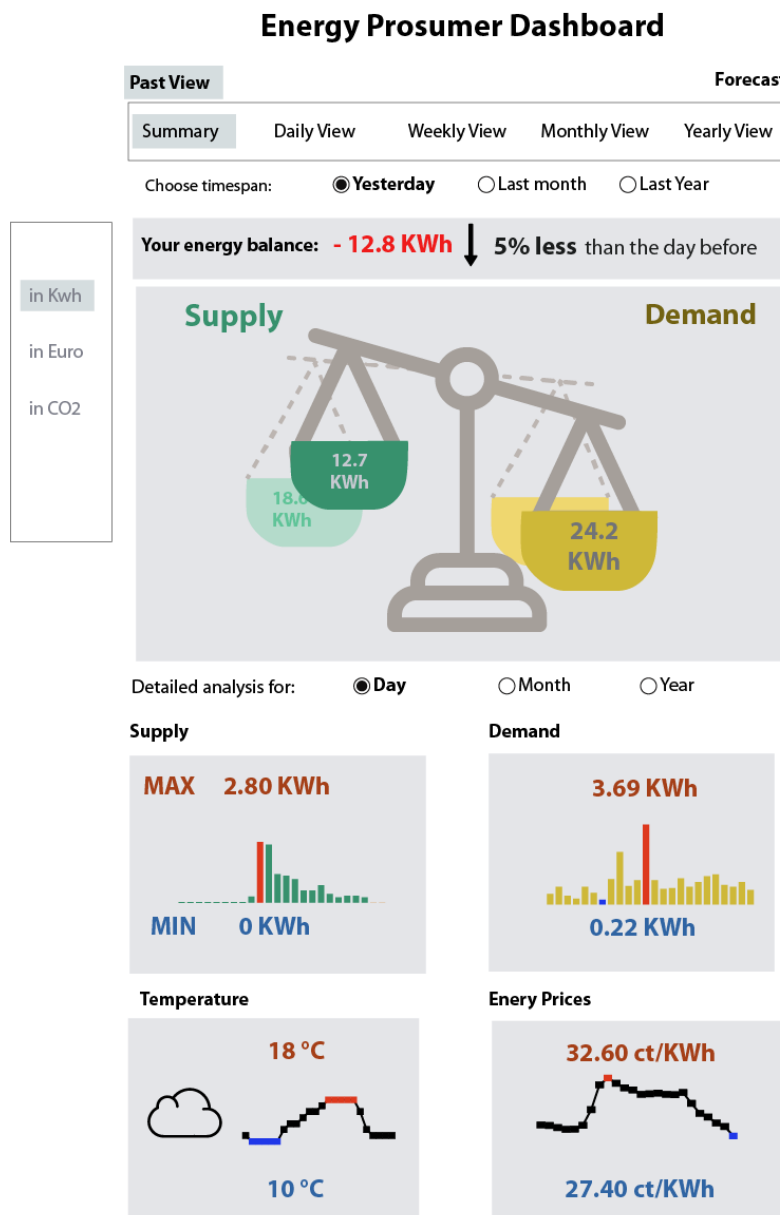 Energy Prosumer Dashboard
Past View Forecast
Summary Daily View Weekly View Monthly View Yearly View
Choose timespan: Yesterday Last month Last Year
Your energy balance: - 12.8 KWh 5% less than the day before
in Kwh
in Euro
in CO2
Supply Demand
12.7
KWh
KWh
24.2
KWh
Detailed analysis for: Day Month Year
Supply Demand
MAX 2.80 KWh 3.69 KWh
MIN 0 KWh 0.22 KWh
Temperature Enery Prices
18 °C 32.60 ct/KWh
10 °C 27.40 ct/KWh